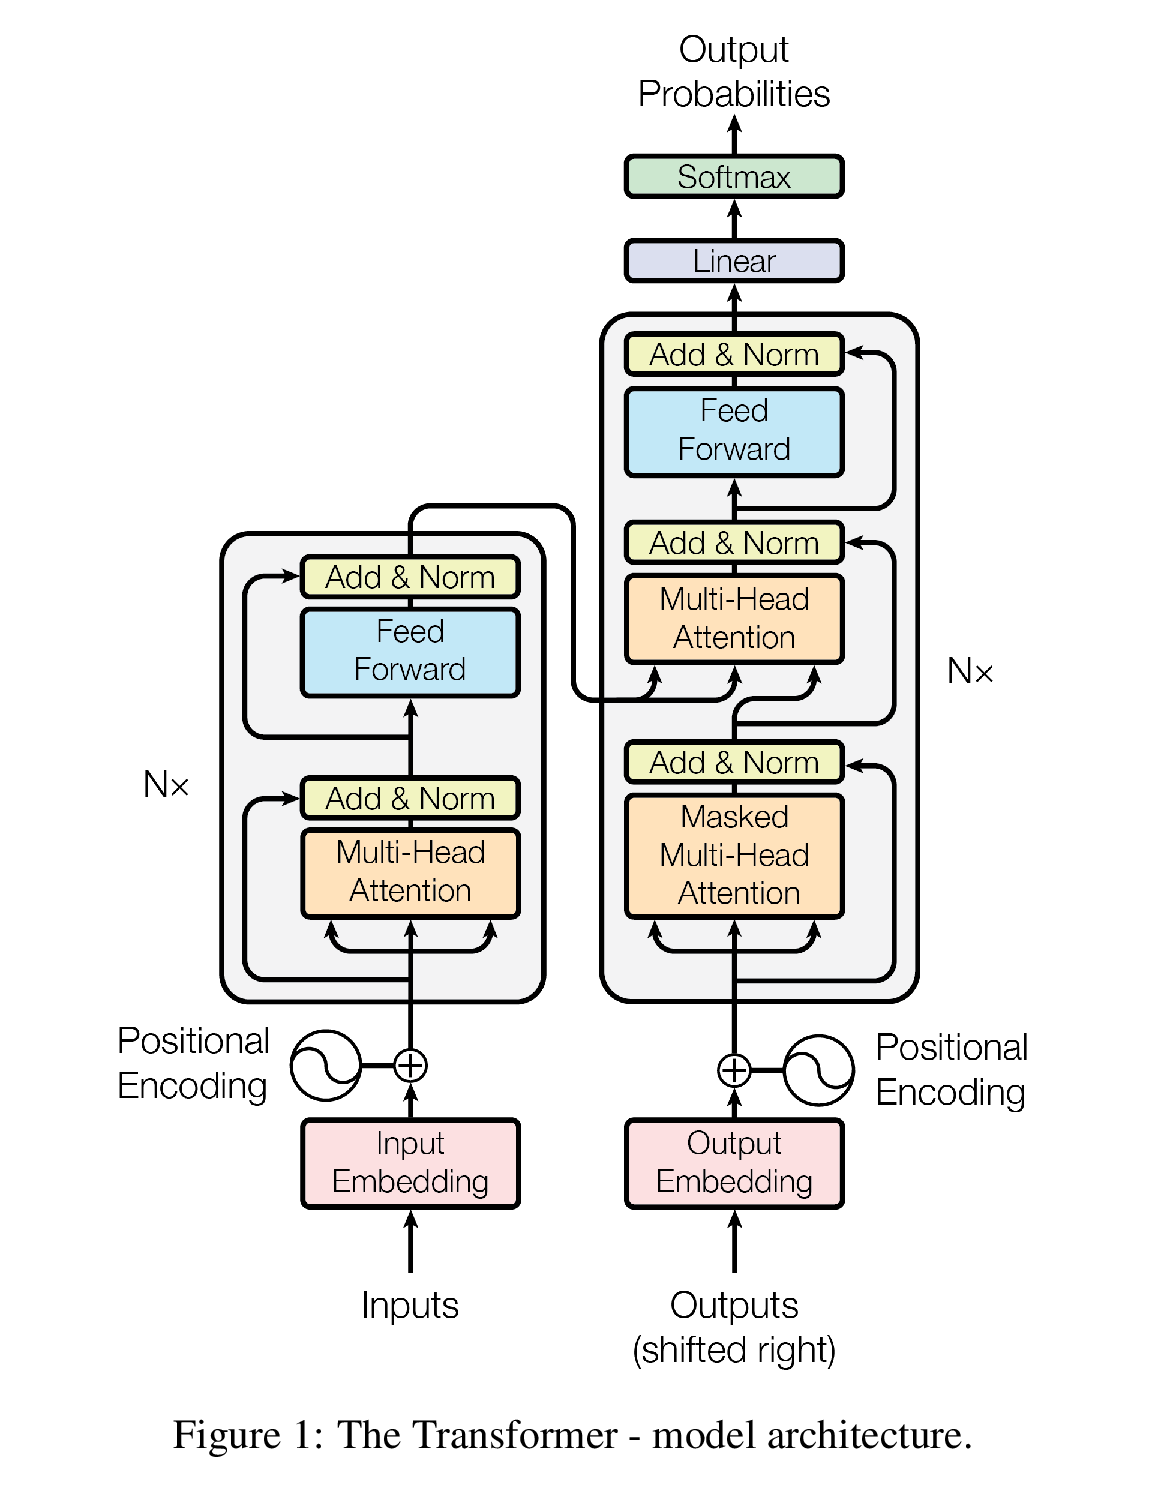 Output
Probabilities
Softmax
Linear
Add & Norm
Feed
Forward
Add & Norm
Multi-Head
Attention
Add & Norm
Masked
Multi-Head
Attention
N×
Positional
Encoding
Output
Embedding
Outputs
(shifted right)
Add & Norm
Feed
Forward
Add & Norm
Multi-Head
Attention
N×
Positional
Encoding
Input
Embedding
Inputs
Figure 1: The Transformer - model architecture.